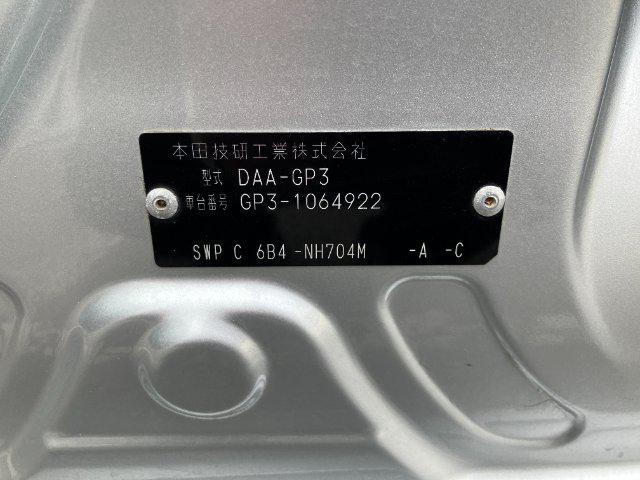 本田技研工業株式会社
型式 DAA-GP3
車台番号 GP3-1064922
SWP C 6B4 -NH704M -A -C